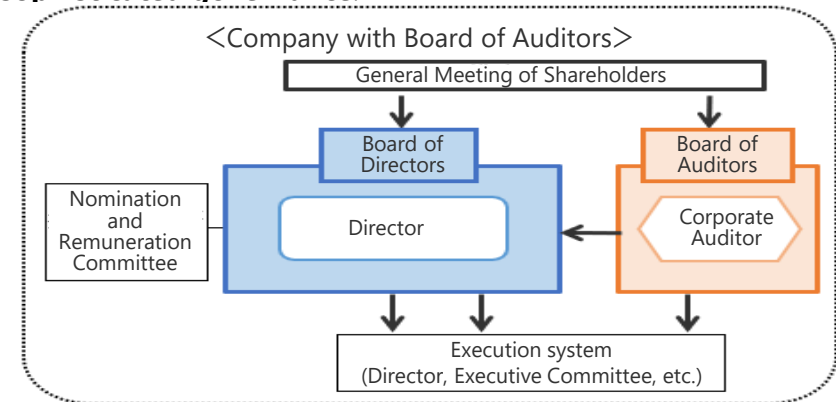 <Company with Board of Auditors>
General Meeting of Shareholders
Board of
Directors
Board of
Auditors
Nomination
and
Remuneration
Committee
Director
Corporate
Auditor
Execution system
(Director, Executive Committee, etc.)